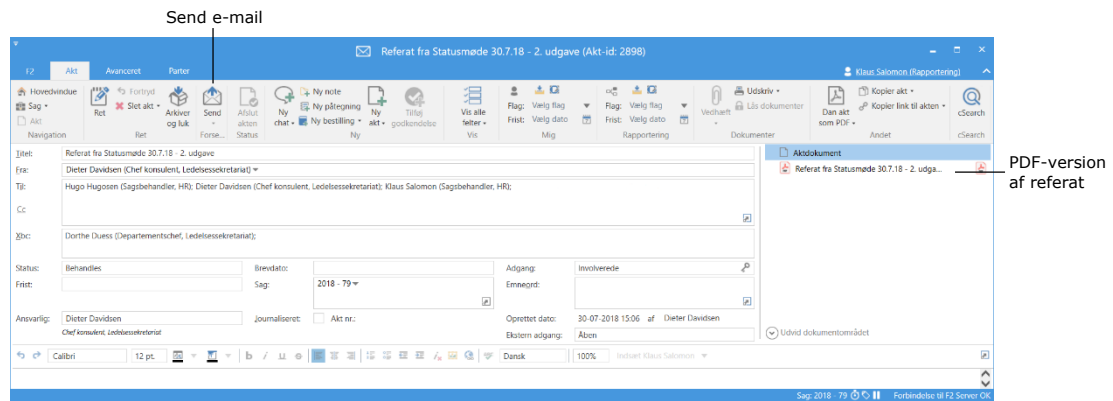 Send e-mail
Referat fra Statusmøde 30.7.18 - 2. udgave (Akt-id: 2898)
F2 Akt Avanceret Parter Klaus Salomon (Rapportering)
Hovedvindue
Sag
Akt
Navigation
Ret
Fortryd
Slet akt
Ret
Arkiver
og luk
Send
Forse...
Afslut
akten
Status
Ny
chat
Ny note
Ny påtegning
Ny bestilling
Ny
akt
Tilføj
godkendelse
Ny
Vis alle
felter
Vis
Flag: Vælg flag
Frist: Vælg dato
Mig
Flag: Vælg flag
Frist: Vælg dato
Rapportering
Vedhæft
Udskriv
Lås dokumenter
Dokumenter
Dan akt
som PDF
Kopier akt
Kopier link til akten
Andet
cSearch
cSearch
Titel: Referat fra Statusmøde 30.7.18 - 2. udgave
Fra: Dieter Davidsen (Chef konsulent, Ledelsessekretariat)
Til: Hugo Hugosen (Sagsbehandler, HR); Dieter Davidsen (Chef konsulent, Ledelsessekretariat); Klaus Salomon (Sagsbehandler, HR);
Cc
Xbc: Dorthe Duess (Departementschef, Ledelsessekretariat);
Status: Behandles Brevdato: Adgang: Involverede
Frist: Sag: 2018 - 79 Emneord:
Ansvarlig: Dieter Davidsen Journaliseret: Akt nr.: Oprettet dato: 30-07-2018 15:06 af Dieter Davidsen
Chef konsulent, Ledelsessekretariat
Ekstern adgang: Åben
Aktdokument
Referat fra Statusmøde 30.7.18 - 2. udga...
PDF-version
af referat
Udvid dokumentområdet
Calibri 12 pt. b i u Dansk 100% Indsæt Klaus Salomon
Sag: 2018 - 79 Forbindelse til F2 Server OK